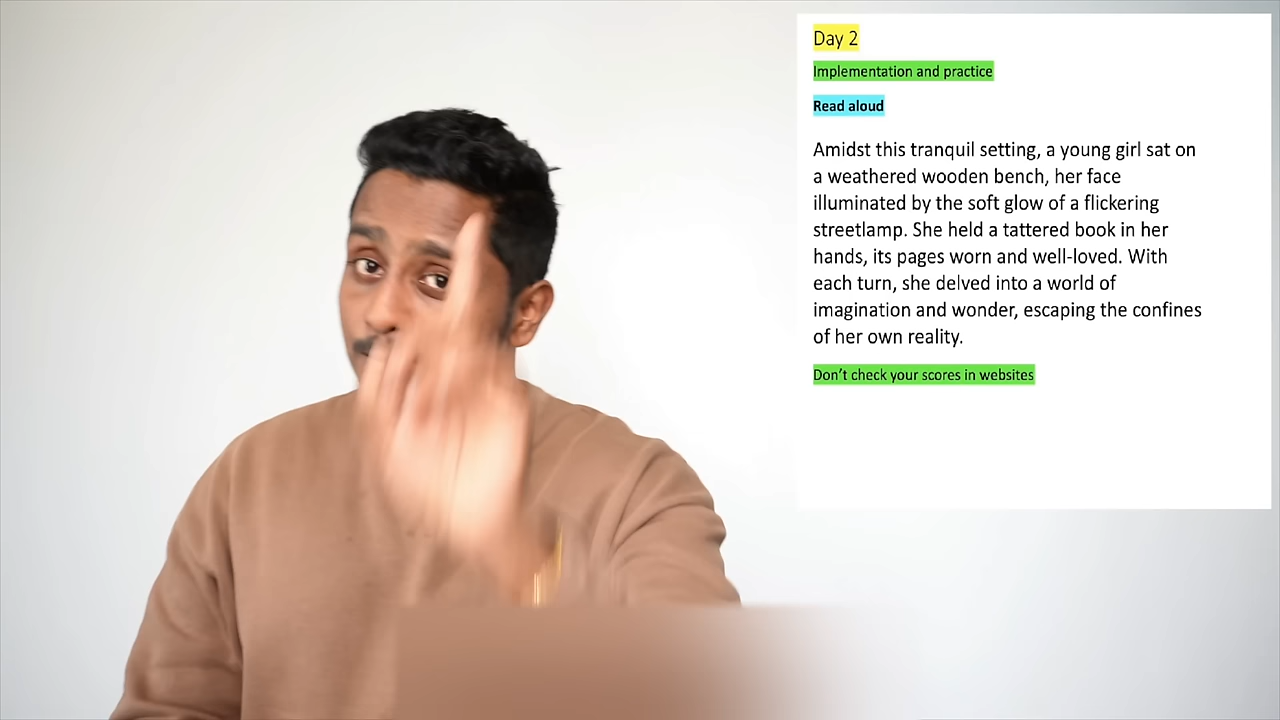 Day 2
Implementation and practice
Read aloud
Amidst this tranquil setting, a young girl sat on
a weathered wooden bench, her face
illuminated by the soft glow of a flickering
streetlamp. She held a tattered book in her
hands, its pages worn and well-loved. With
each turn, she delved into a world of
imagination and wonder, escaping the confines
of her own reality.
Don’t check your scores in websites